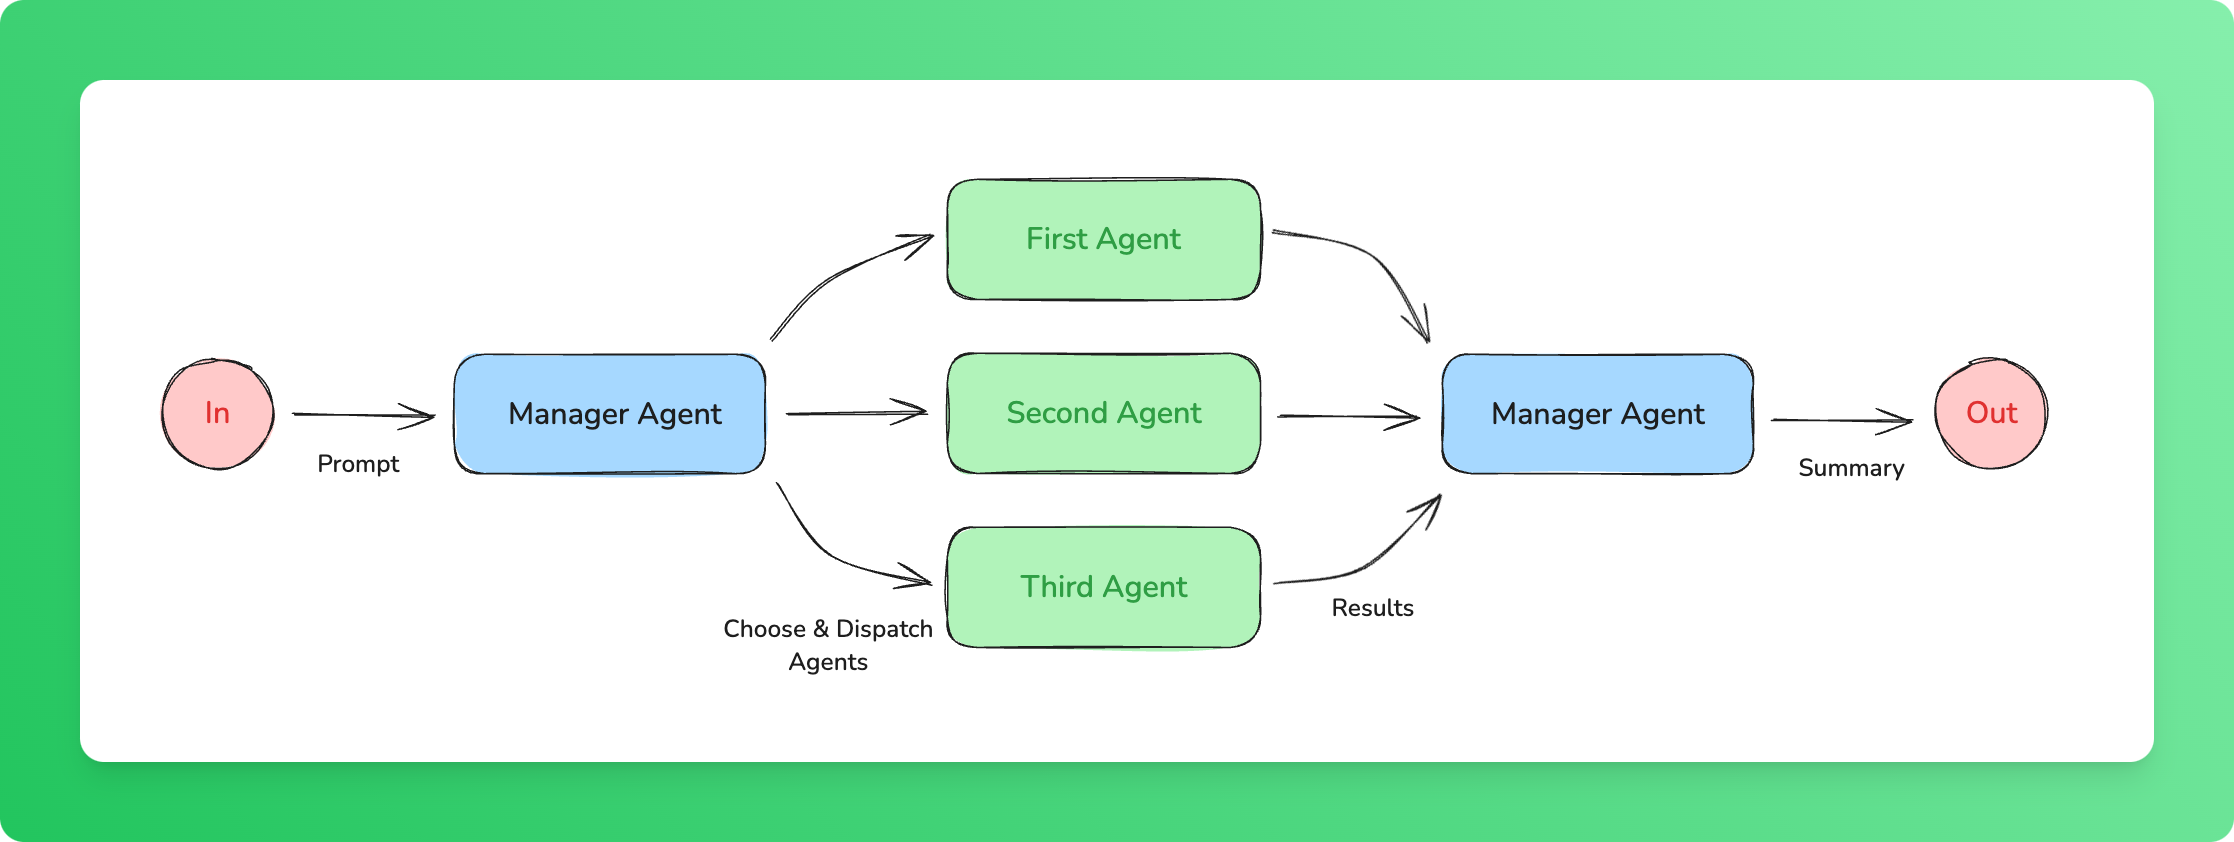 In
Prompt
Manager Agent
Choose & Dispatch
Agents
First Agent
Second Agent
Third Agent
Results
Manager Agent
Summary
Out